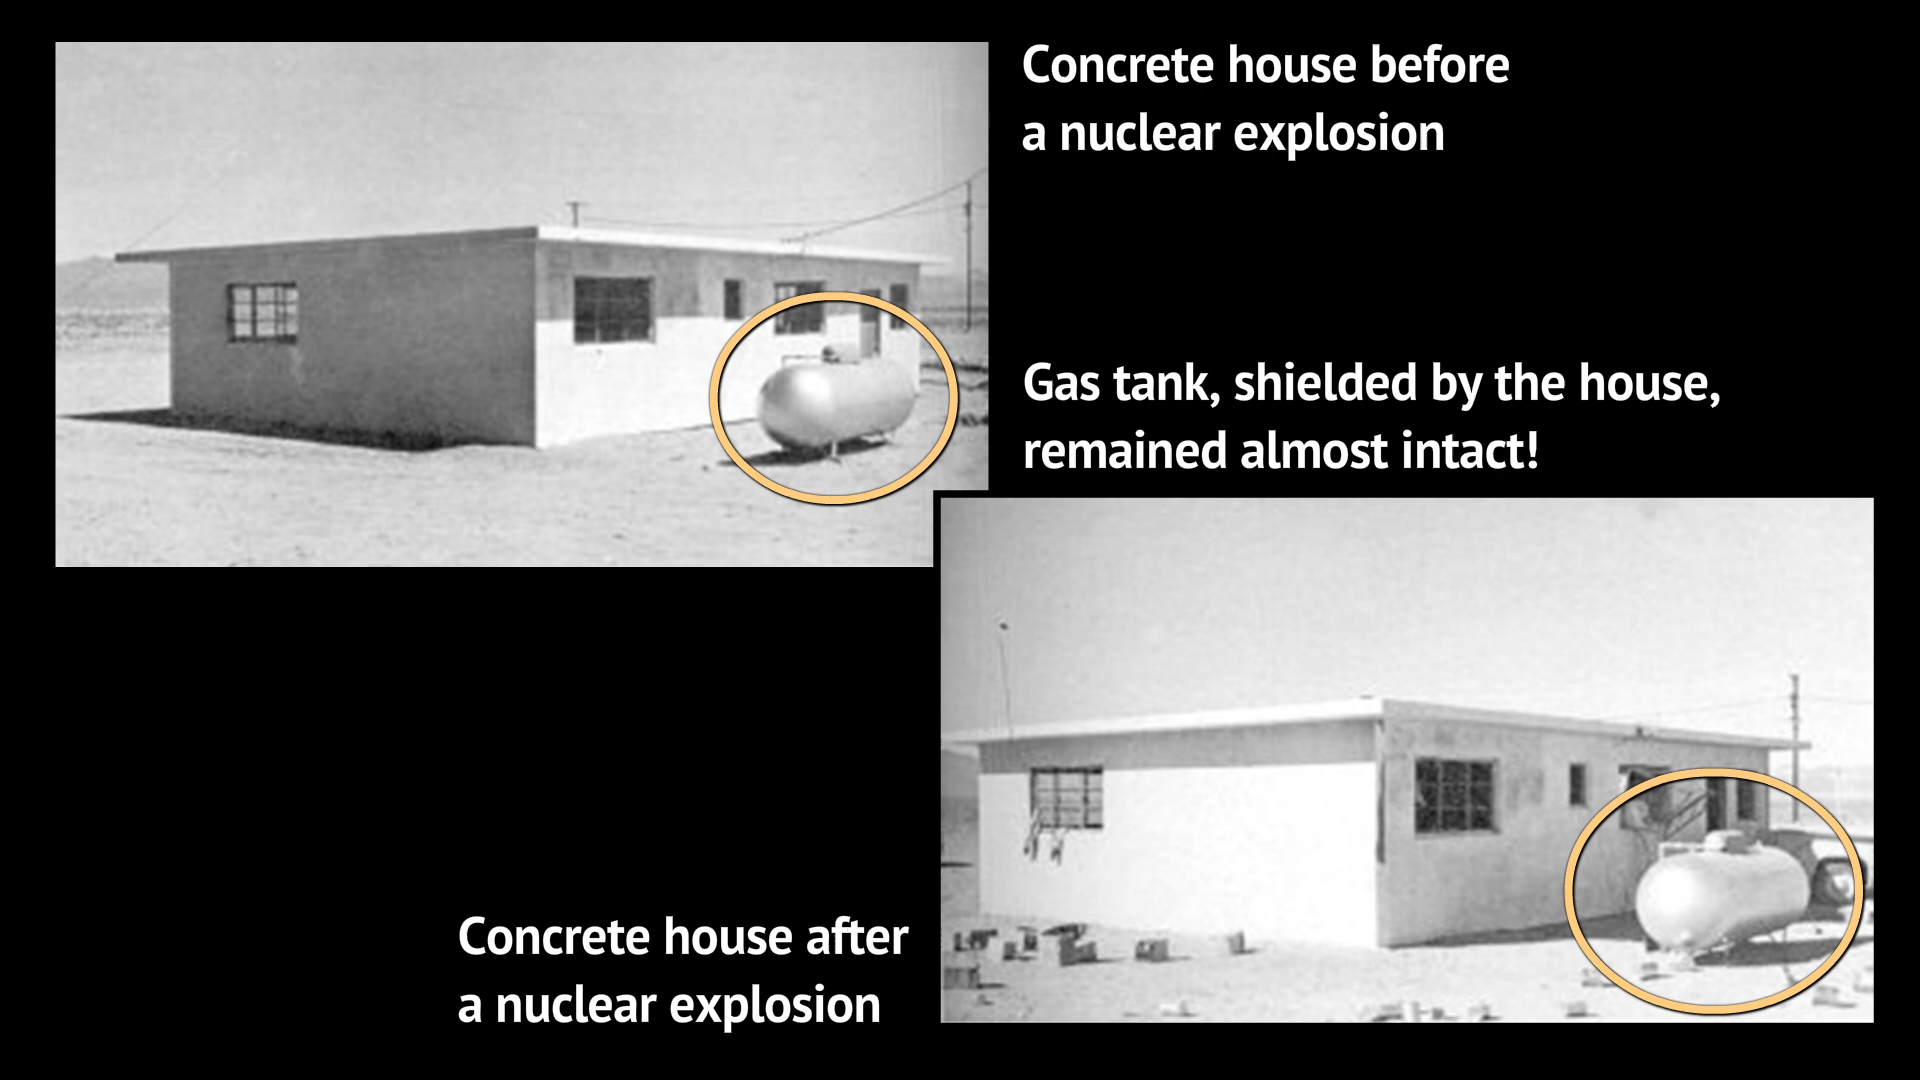 Concrete house before
a nuclear explosion
Gas tank, shielded by the house,
remained almost intact!
Concrete house after
a nuclear explosion